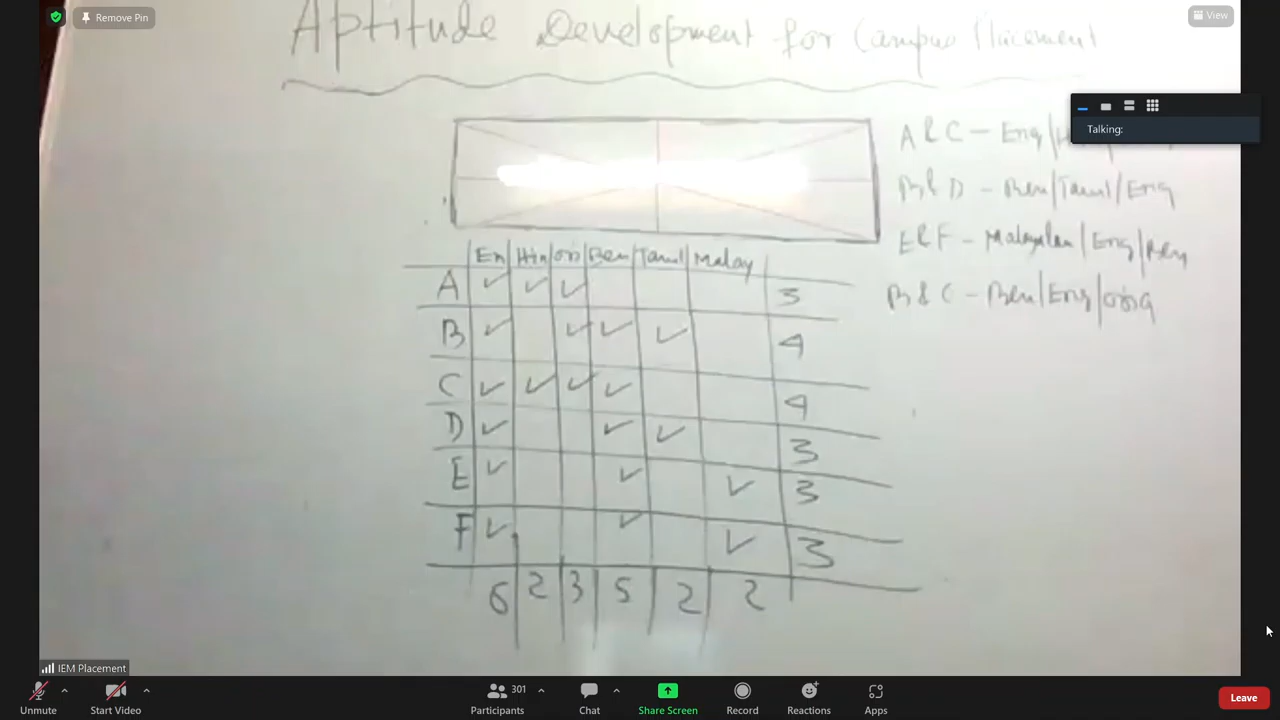 Remove Pin
View
Aptitude Development for Campus Placement
Talking:
A & C - Eng/
B & D - Ben/Tamil/Eng
E & F - Malayalam/Eng/Ben
B & C - Ben/Eng/Oriya
En Hin Ori Ben Tamil Malay
A ✓ ✓ ✓ 3
B ✓ ✓ ✓ ✓ 4
C ✓ ✓ ✓ ✓ 4
D ✓ ✓ ✓ 3
E ✓ ✓ ✓ 3
F ✓ ✓ ✓ 3
6 2 3 5 2 2
IEM Placement
301
Unmute
Start Video
Participants
Chat
Share Screen
Record
Reactions
Apps
Leave